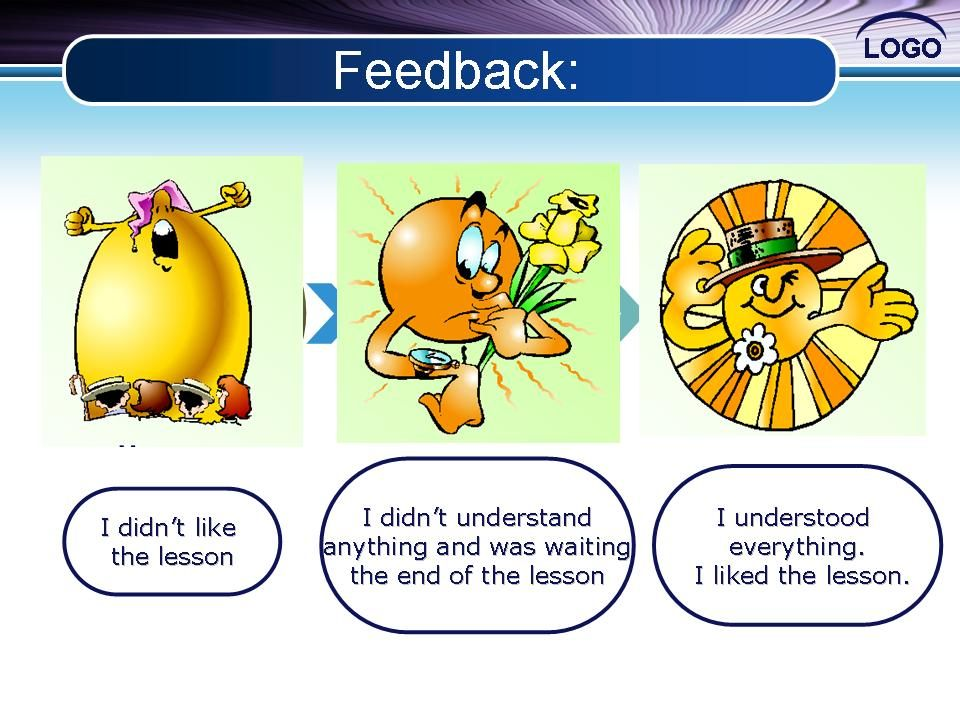 LOGO
Feedback:
I didn't like
the lesson
I didn't understand
anything and was waiting
the end of the lesson
I understood
everything.
I liked the lesson.